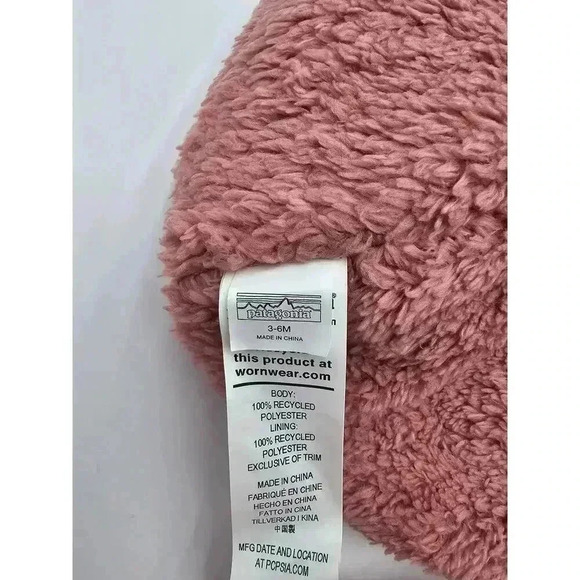 patagonia
3-6M
MADE IN CHINA
this product at
wornwear.com
BODY:
100% RECYCLED
POLYESTER
LINING:
100% RECYCLED
POLYESTER
EXCLUSIVE OF TRIM
MADE IN CHINA
FABRIQUÉ EN CHINE
HECHO EN CHINA
FATTO IN CINA
TILLVERKAD I KINA
中国製
MFG DATE AND LOCATION
AT PCPSIA.COM